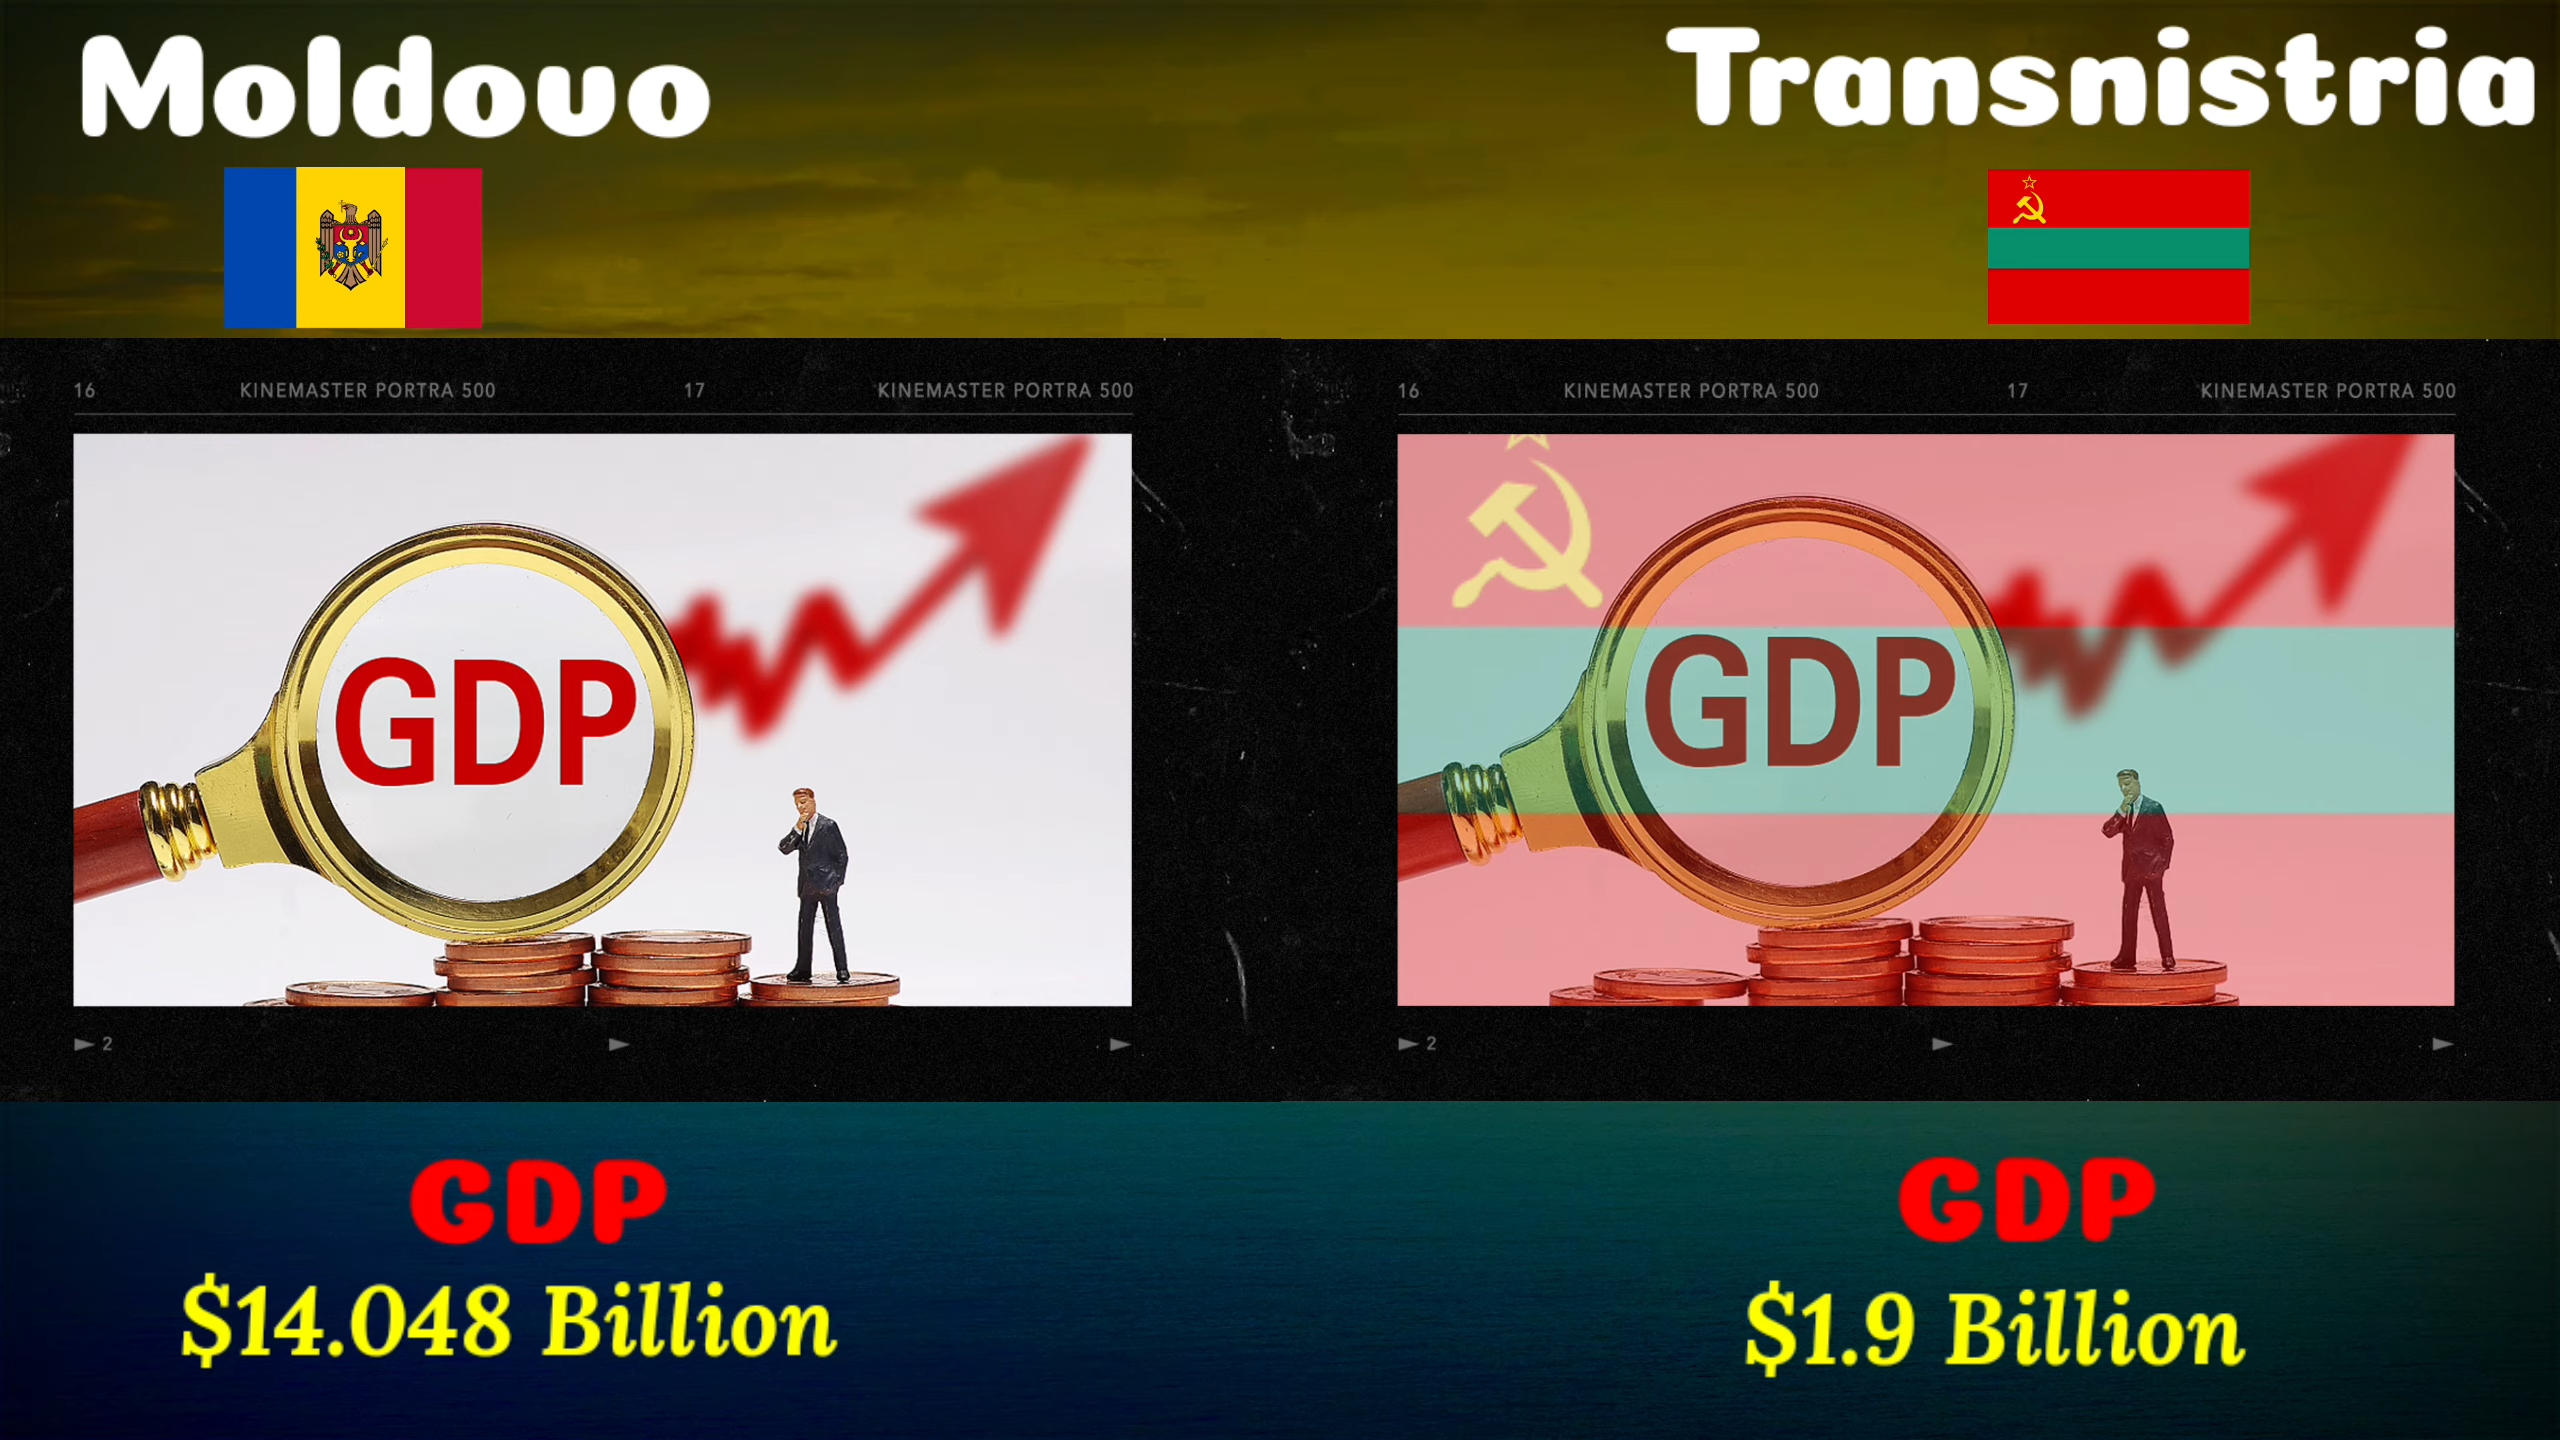 Moldovo
Transnistria
16 KINEMASTER PORTRA 500 17 KINEMASTER PORTRA 500
16 KINEMASTER PORTRA 500 17 KINEMASTER PORTRA 500
GDP
GDP
2
2
GDP
$14.048 Billion
GDP
$1.9 Billion